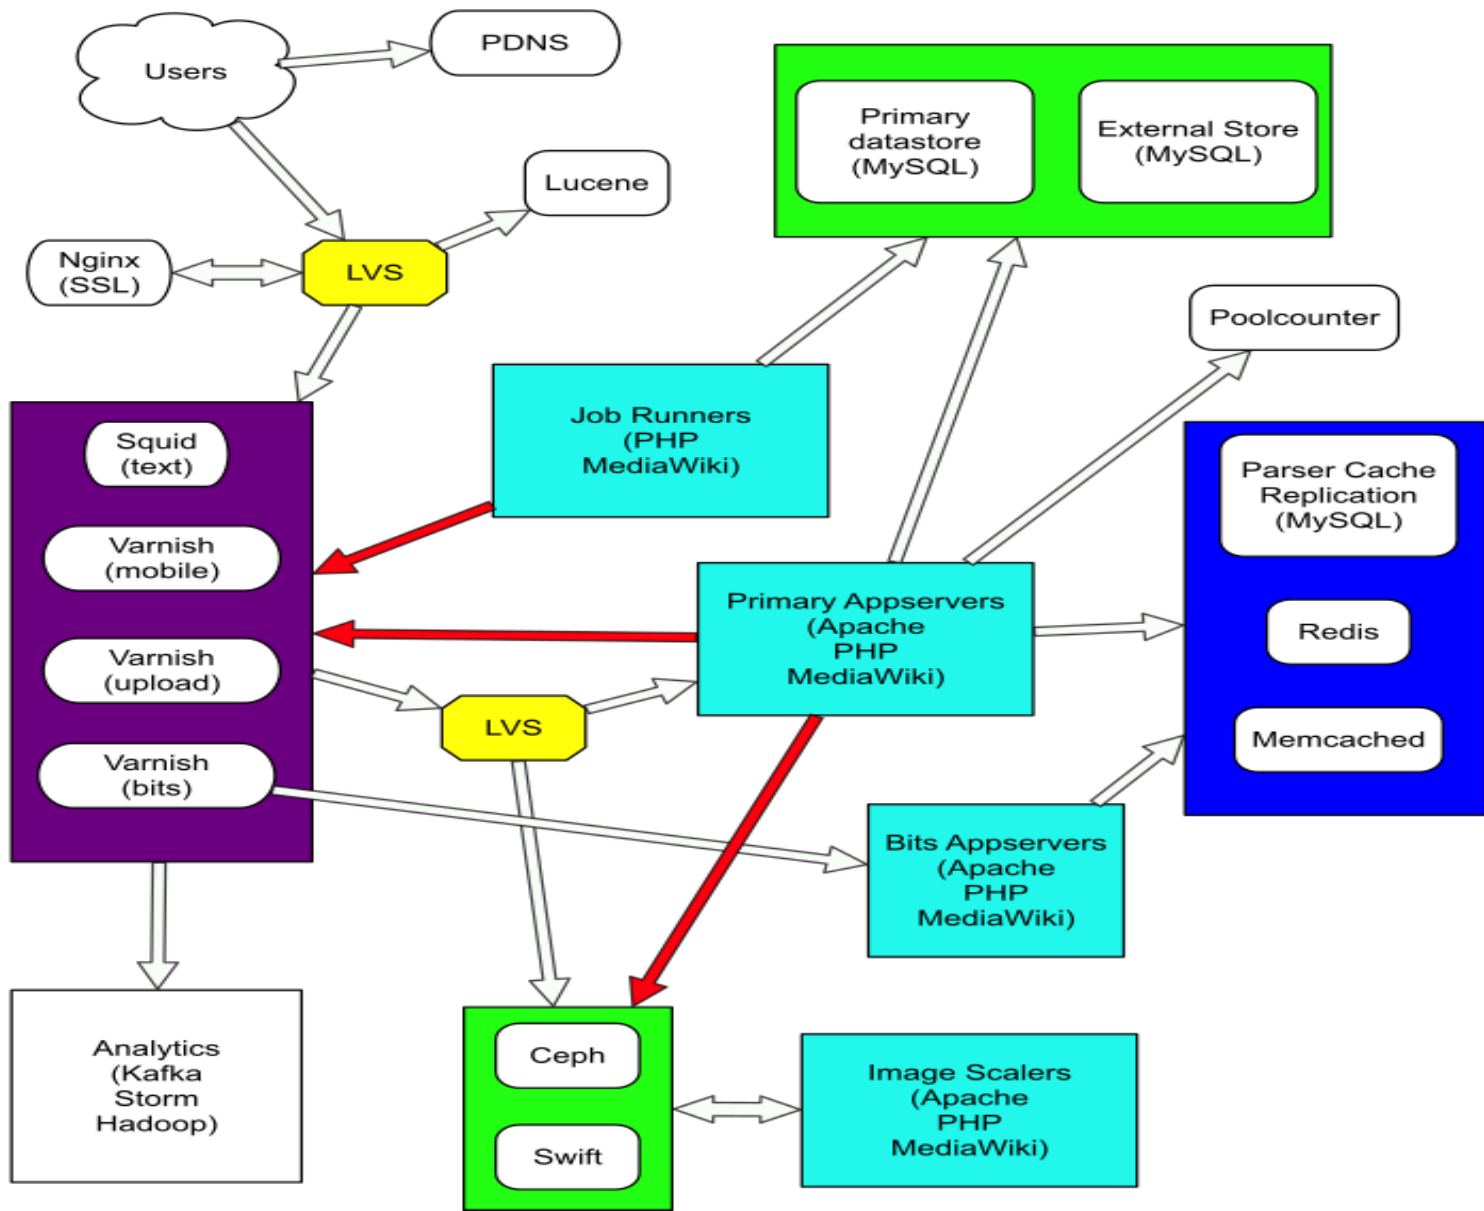 Users
PDNS
Primary
datastore
(MySQL)
External Store
(MySQL)
Lucene
Nginx
(SSL)
LVS
Poolcounter
Job Runners
(PHP
MediaWiki)
Squid
(text)
Varnish
(mobile)
Varnish
(upload)
Varnish
(bits)
Parser Cache
Replication
(MySQL)
Redis
Memcached
Primary Appservers
(Apache
PHP
MediaWiki)
LVS
Bits Appservers
(Apache
PHP
MediaWiki)
Analytics
(Kafka
Storm
Hadoop)
Ceph
Swift
Image Scalers
(Apache
PHP
MediaWiki)